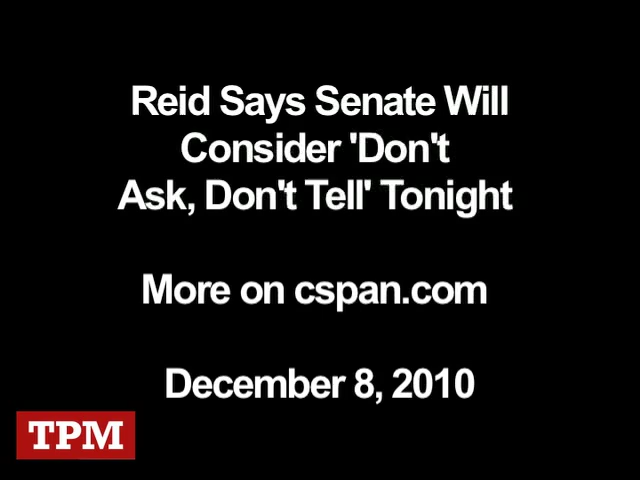 Reid Says Senate Will
Consider 'Don't
Ask, Don't Tell' Tonight
More on cspan.com
December 8, 2010
TPM